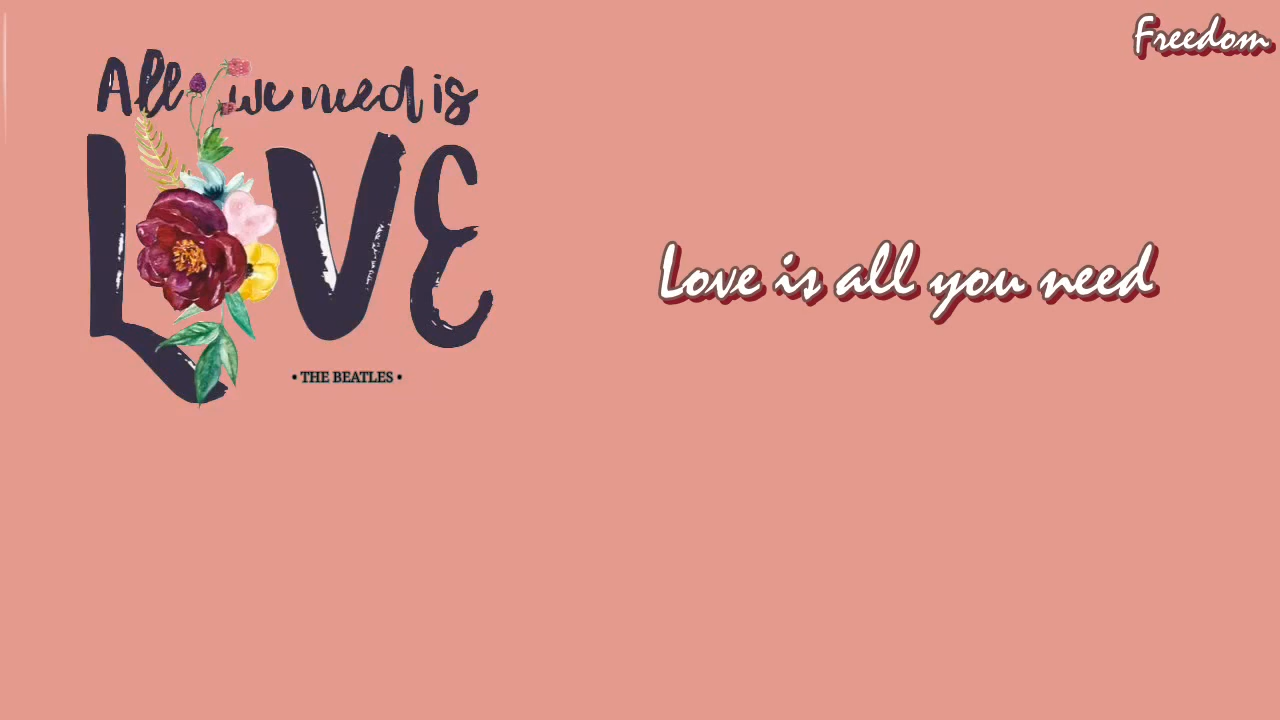 Freedom
All we need is
LOVE
• THE BEATLES •
Love is all you need